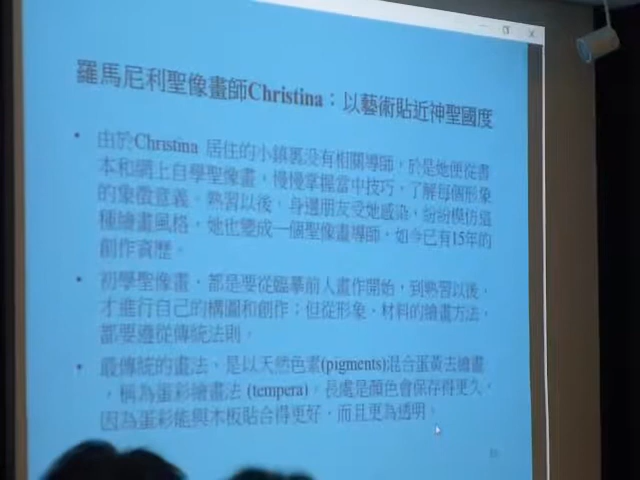 羅馬尼利聖像畫師Christina：以藝術貼近神聖國度
• 由於Christina 居住的小鎮裏没有相關導師，於是她便從書
本和網上自學聖像畫，慢慢掌握當中技巧，了解每個形象
的象徵意義。熟習以後，身邊朋友受她感染，紛紛模仿這
種繪畫風格，她也變成一個聖像畫導師，如今已有15年的
創作資歷。
• 初學聖像畫，都是要從臨摹前人畫作開始，到熟習以後，
才進行自己的構圖和創作；但從形象、材料的繪畫方法，
都要遵從傳統法則。
• 最傳統的畫法，是以天然色素(pigments)混合蛋黃去繪畫
，稱為蛋彩繪畫法 (tempera)，長處是顏色會保存得更久，
因為蛋彩能與木板貼合得更好，而且更為透明。